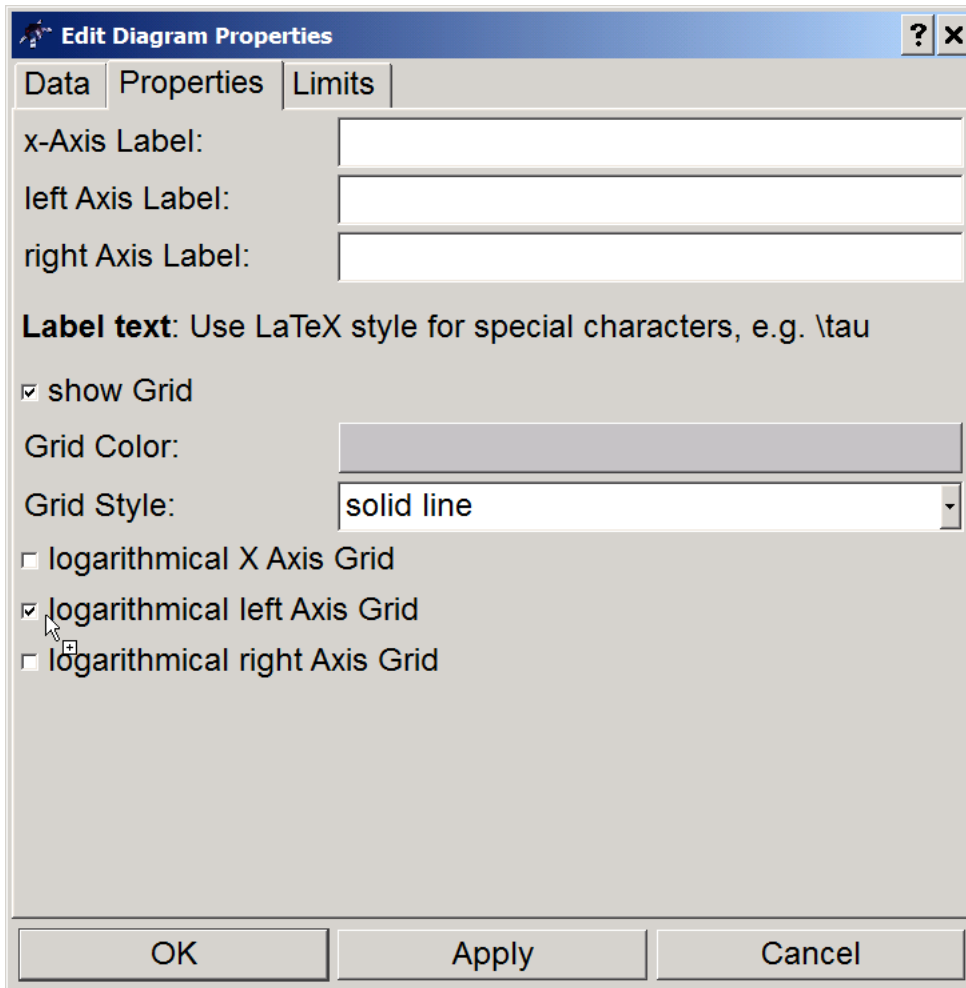 Edit Diagram Properties
Data Properties Limits
x-Axis Label:
left Axis Label:
right Axis Label:
Label text: Use LaTeX style for special characters, e.g. \tau
show Grid
Grid Color:
Grid Style: solid line
logarithmical X Axis Grid
logarithmical left Axis Grid
logarithmical right Axis Grid
OK Apply Cancel